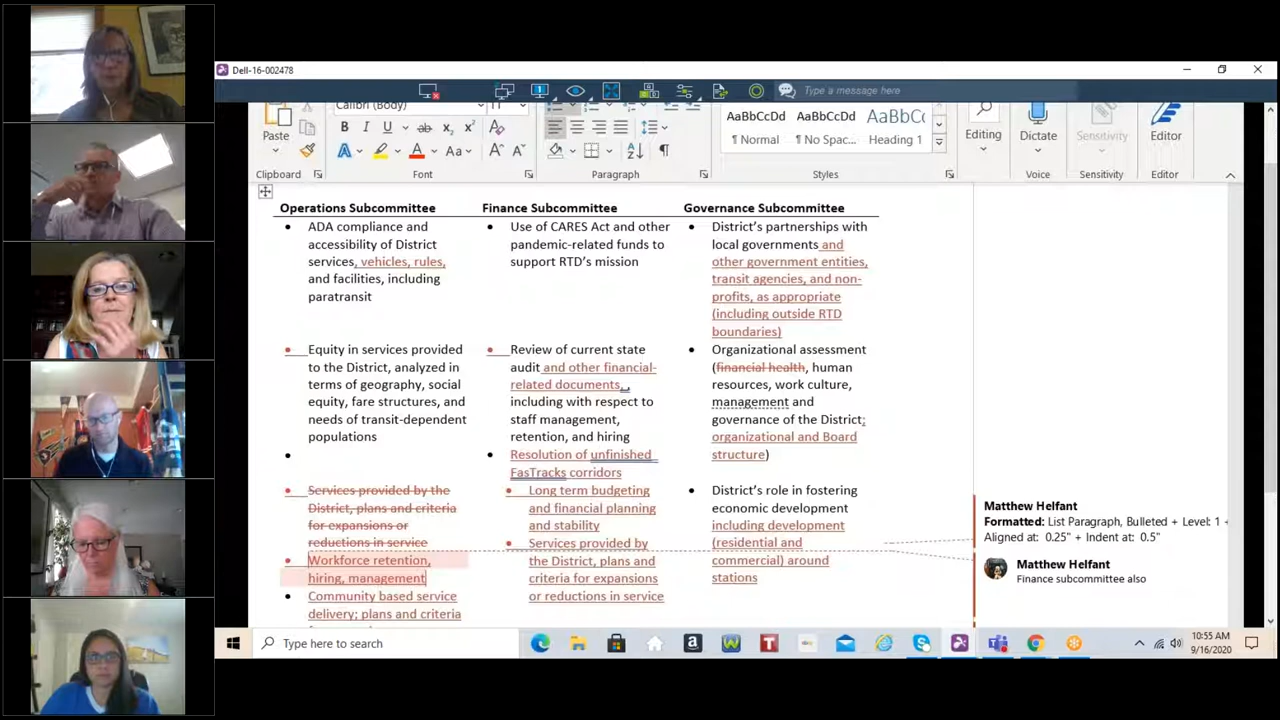 Dell-16-002478
Type a message here
Calibri (Body)
11
Paste
B I U ab x₂ x²
A A Aa A A
AaBbCcDd AaBbCcDd AaBbCc
¶ Normal ¶ No Spac... Heading 1
Editing
Dictate
Sensitivity
Editor
Clipboard Font Paragraph Styles Voice Sensitivity Editor
Operations Subcommittee Finance Subcommittee Governance Subcommittee
ADA compliance and
accessibility of District
services, vehicles, rules,
and facilities, including
paratransit
Use of CARES Act and other
pandemic-related funds to
support RTD's mission
District's partnerships with
local governments and
other government entities,
transit agencies, and non-
profits, as appropriate
(including outside RTD
boundaries)
Equity in services provided
to the District, analyzed in
terms of geography, social
equity, fare structures, and
needs of transit-dependent
populations
Review of current state
audit and other financial-
related documents, ,
including with respect to
staff management,
retention, and hiring
Resolution of unfinished
FasTracks corridors
Organizational assessment
(financial health, human
resources, work culture,
management and
governance of the District;
organizational and Board
structure)
Services provided by the
District, plans and criteria
for expansions or
reductions in service
Workforce retention,
hiring, management
Community based service
delivery; plans and criteria
Long term budgeting
and financial planning
and stability
Services provided by
the District, plans and
criteria for expansions
or reductions in service
District's role in fostering
economic development
including development
(residential and
commercial) around
stations
Matthew Helfant
Formatted: List Paragraph, Bulleted + Level: 1 +
Aligned at: 0.25" + Indent at: 0.5"
Matthew Helfant
Finance subcommittee also
Type here to search
10:55 AM
9/16/2020